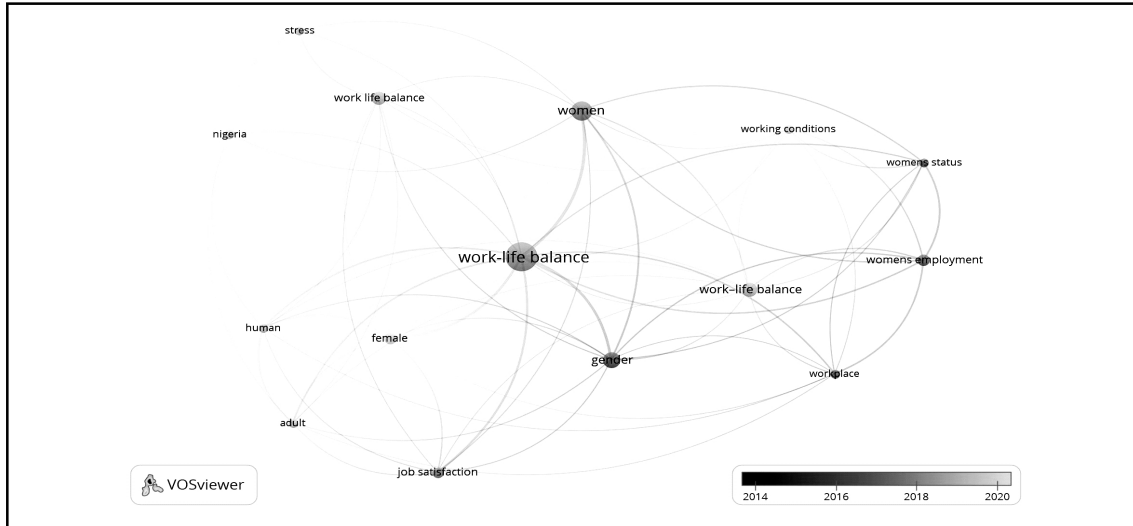 stress
work life balance
women
nigeria
working conditions
womens status
work-life balance
womens employment
work–life balance
human
female
gender
workplace
adult
job satisfaction
VOSviewer
2014 2016 2018 2020